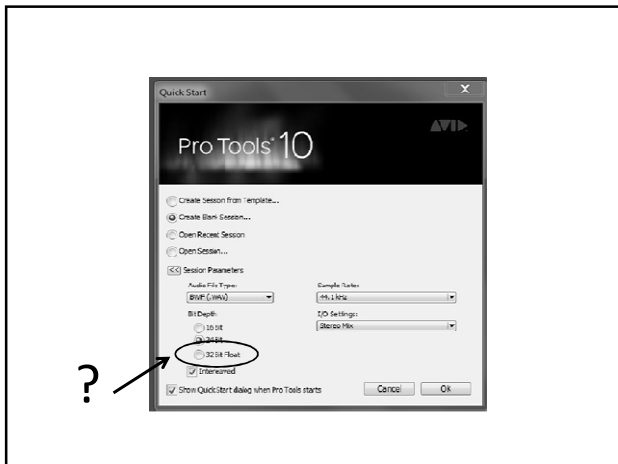 Quick Start
AVID
Pro Tools® 10
Create Session from Template...
Create Blank Session...
Open Recent Session
Open Session...
<< Session Parameters
Audio File Type: Sample Rate:
BWF (.WAV) 44.1 kHz
Bit Depth: I/O Settings:
16 Bit Stereo Mix
24 Bit
32 Bit Float
Interleaved
?
Show QuickStart dialog when Pro Tools starts Cancel OK